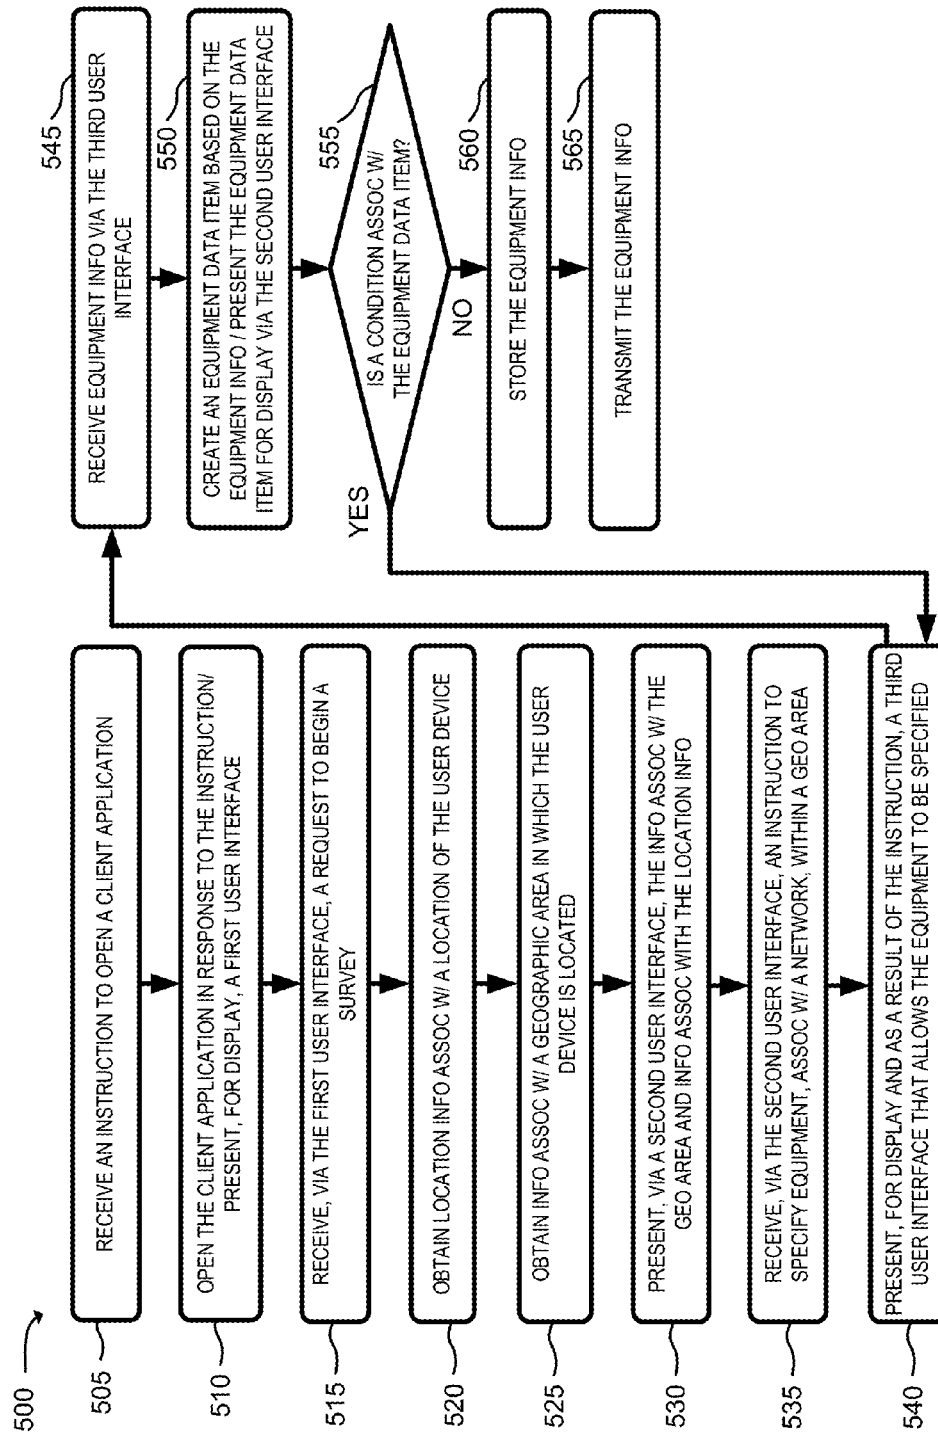 500
505
RECEIVE AN INSTRUCTION TO OPEN A CLIENT APPLICATION
510
OPEN THE CLIENT APPLICATION IN RESPONSE TO THE INSTRUCTION/
PRESENT, FOR DISPLAY, A FIRST USER INTERFACE
515
RECEIVE, VIA THE FIRST USER INTERFACE, A REQUEST TO BEGIN A
SURVEY
520
OBTAIN LOCATION INFO ASSOC W/ A LOCATION OF THE USER DEVICE
525
OBTAIN INFO ASSOC W/ A GEOGRAPHIC AREA IN WHICH THE USER
DEVICE IS LOCATED
530
PRESENT, VIA A SECOND USER INTERFACE, THE INFO ASSOC W/ THE
GEO AREA AND INFO ASSOC WITH THE LOCATION INFO
535
RECEIVE, VIA THE SECOND USER INTERFACE, AN INSTRUCTION TO
SPECIFY EQUIPMENT, ASSOC W/ A NETWORK, WITHIN A GEO AREA
540
PRESENT, FOR DISPLAY AND AS A RESULT OF THE INSTRUCTION, A THIRD
USER INTERFACE THAT ALLOWS THE EQUIPMENT TO BE SPECIFIED
545
RECEIVE EQUIPMENT INFO VIA THE THIRD USER
INTERFACE
550
CREATE AN EQUIPMENT DATA ITEM BASED ON THE
EQUIPMENT INFO / PRESENT THE EQUIPMENT DATA
ITEM FOR DISPLAY VIA THE SECOND USER INTERFACE
555
IS A CONDITION ASSOC W/
THE EQUIPMENT DATA ITEM?
YES
NO
560
STORE THE EQUIPMENT INFO
565
TRANSMIT THE EQUIPMENT INFO